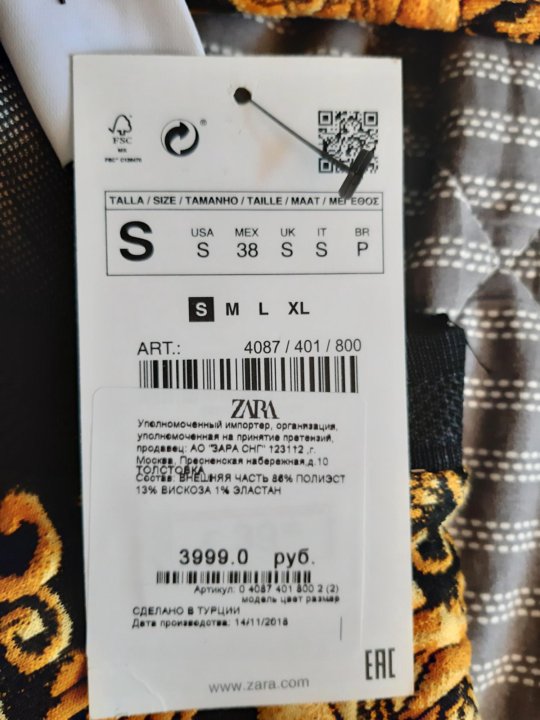 FSC
MIX
TALLA / SIZE / TAMANHO / TAILLE / MAAT / ΜΕΓΕΘΟΣ
S
USA MEX UK IT BR
S 38 S S P
S M L XL
ART.: 4087 / 401 / 800
ZARA
Уполномоченный импортер, организация,
уполномоченная на принятие претензий,
продавец: АО "ЗАРА СНГ" 123112 ,г.
Москва, Пресненская набережная,д.10
ТОЛСТОВКА
Состав: ВНЕШНЯЯ ЧАСТЬ 86% ПОЛИЭСТ
13% ВИСКОЗА 1% ЭЛАСТАН
3999.0 руб.
Артикул: 0 4087 401 800 2 (2)
модель цвет размер
СДЕЛАНО В ТУРЦИИ
Дата производства: 14/11/2018
EAC
www.zara.com